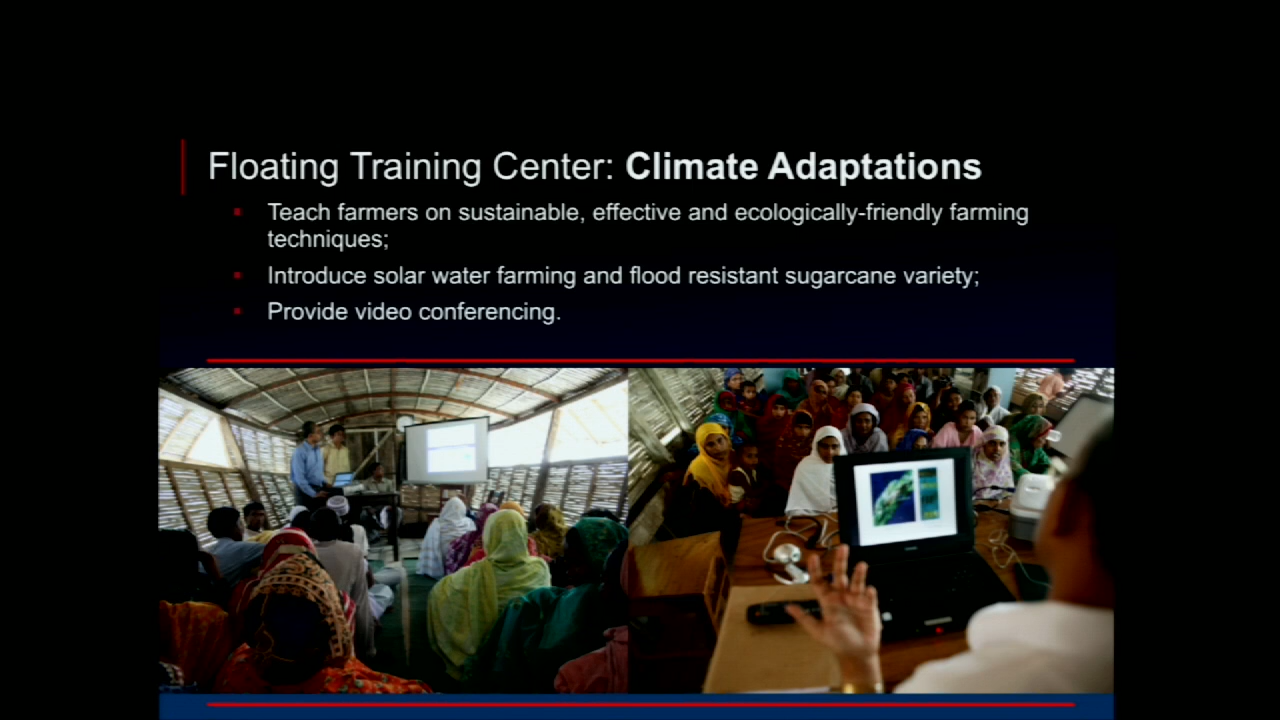 Floating Training Center: Climate Adaptations
Teach farmers on sustainable, effective and ecologically-friendly farming
techniques;
Introduce solar water farming and flood resistant sugarcane variety;
Provide video conferencing.